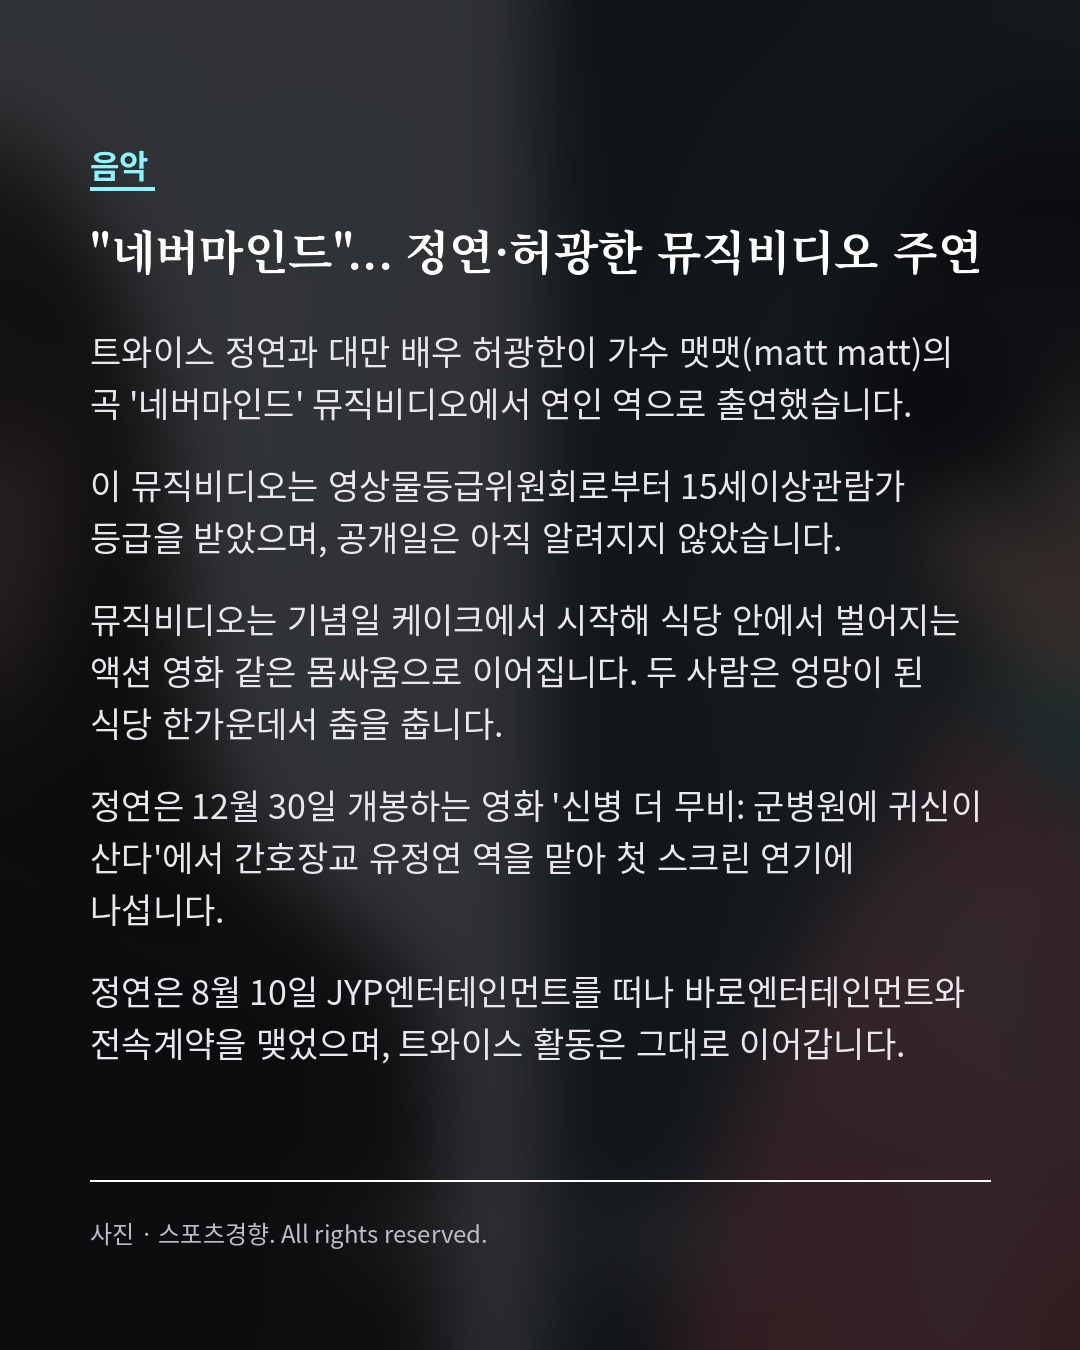 음악
"네버마인드"... 정연·허광한 뮤직비디오 주연
트와이스 정연과 대만 배우 허광한이 가수 맷맷(matt matt)의
곡 '네버마인드' 뮤직비디오에서 연인 역으로 출연했습니다.
이 뮤직비디오는 영상물등급위원회로부터 15세이상관람가
등급을 받았으며, 공개일은 아직 알려지지 않았습니다.
뮤직비디오는 기념일 케이크에서 시작해 식당 안에서 벌어지는
액션 영화 같은 몸싸움으로 이어집니다. 두 사람은 엉망이 된
식당 한가운데서 춤을 춥니다.
정연은 12월 30일 개봉하는 영화 '신병 더 무비: 군병원에 귀신이
산다'에서 간호장교 유정연 역을 맡아 첫 스크린 연기에
나섭니다.
정연은 8월 10일 JYP엔터테인먼트를 떠나 바로엔터테인먼트와
전속계약을 맺었으며, 트와이스 활동은 그대로 이어갑니다.
사진 · 스포츠경향. All rights reserved.